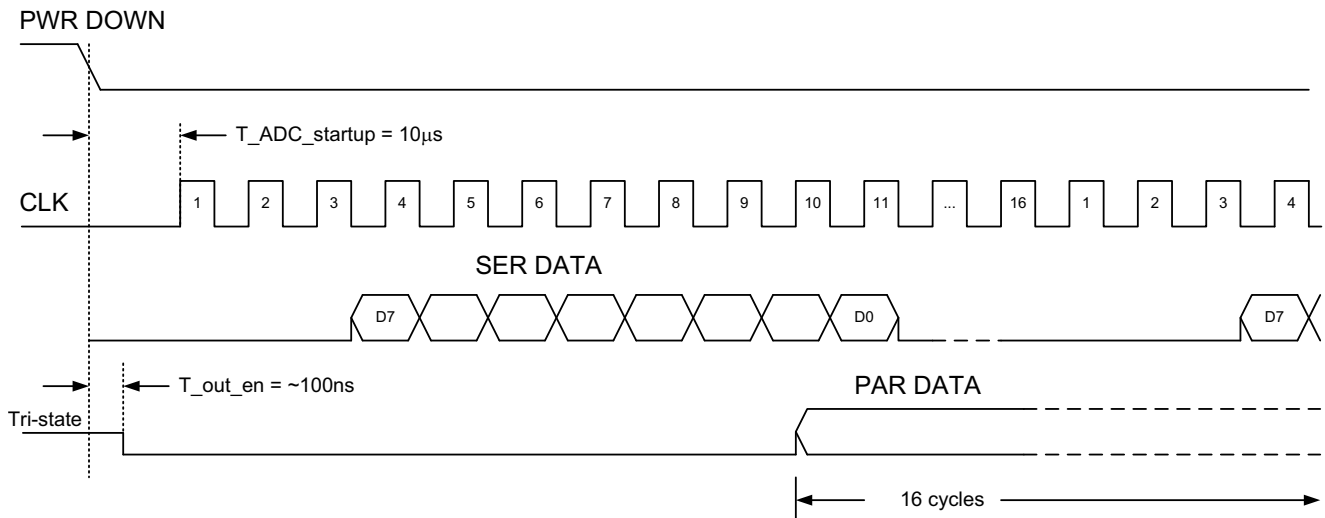 PWR DOWN
T_ADC_startup = 10μs
CLK
1 2 3 4 5 6 7 8 9 10 11 ... 16 1 2 3 4
SER DATA
D7 D0 D7
T_out_en = ~100ns
PAR DATA
Tri-state
16 cycles